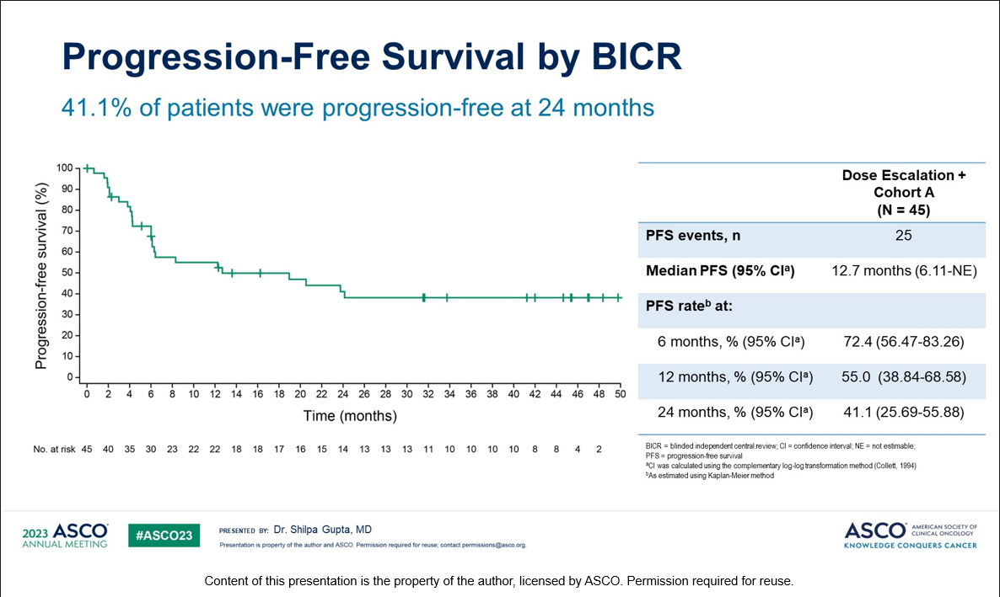 Progression-Free Survival by BICR
41.1% of patients were progression-free at 24 months
Progression-free survival (%)
100
90
80
70
60
50
40
30
20
10
0
0 2 4 6 8 10 12 14 16 18 20 22 24 26 28 30 32 34 36 38 40 42 44 46 48 50
Time (months)
No. at risk 45 40 35 30 23 22 22 18 18 17 16 15 14 13 13 13 11 10 10 10 10 8 8 4 2
Dose Escalation +
Cohort A
(N = 45)
PFS events, n 25
Median PFS (95% CIᵃ) 12.7 months (6.11-NE)
PFS rateᵇ at:
6 months, % (95% CIᵃ) 72.4 (56.47-83.26)
12 months, % (95% CIᵃ) 55.0 (38.84-68.58)
24 months, % (95% CIᵃ) 41.1 (25.69-55.88)
BICR = blinded independent central review; CI = confidence interval; NE = not estimable;
PFS = progression-free survival
ᵃCI was calculated using the complementary log-log transformation method (Collett, 1994)
ᵇAs estimated using Kaplan-Meier method
2023 ASCO®
ANNUAL MEETING
#ASCO23
PRESENTED BY: Dr. Shilpa Gupta, MD
Presentation is property of the author and ASCO. Permission required for reuse; contact permissions@asco.org.
ASCO® AMERICAN SOCIETY OF
CLINICAL ONCOLOGY
KNOWLEDGE CONQUERS CANCER
Content of this presentation is the property of the author, licensed by ASCO. Permission required for reuse.